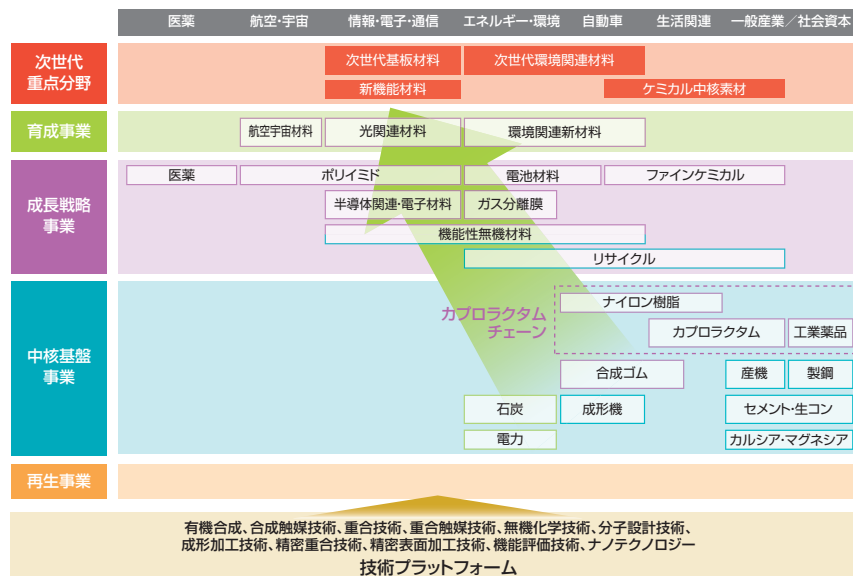 医薬 航空・宇宙 情報・電子・通信 エネルギー・環境 自動車 生活関連 一般産業／社会資本
次世代
重点分野
次世代基板材料 次世代環境関連材料
新機能材料 ケミカル中核素材
育成事業
航空宇宙材料 光関連材料 環境関連新材料
成長戦略
事業
医薬 ポリイミド 電池材料 ファインケミカル
半導体関連・電子材料 ガス分離膜
機能性無機材料
リサイクル
中核基盤
事業
カプロラクタム
チェーン
ナイロン樹脂
カプロラクタム 工業薬品
合成ゴム 産機 製鋼
石炭 成形機 セメント・生コン
電力 カルシア・マグネシア
再生事業
有機合成、合成触媒技術、重合技術、重合触媒技術、無機化学技術、分子設計技術、
成形加工技術、精密重合技術、精密表面加工技術、機能評価技術、ナノテクノロジー
技術プラットフォーム